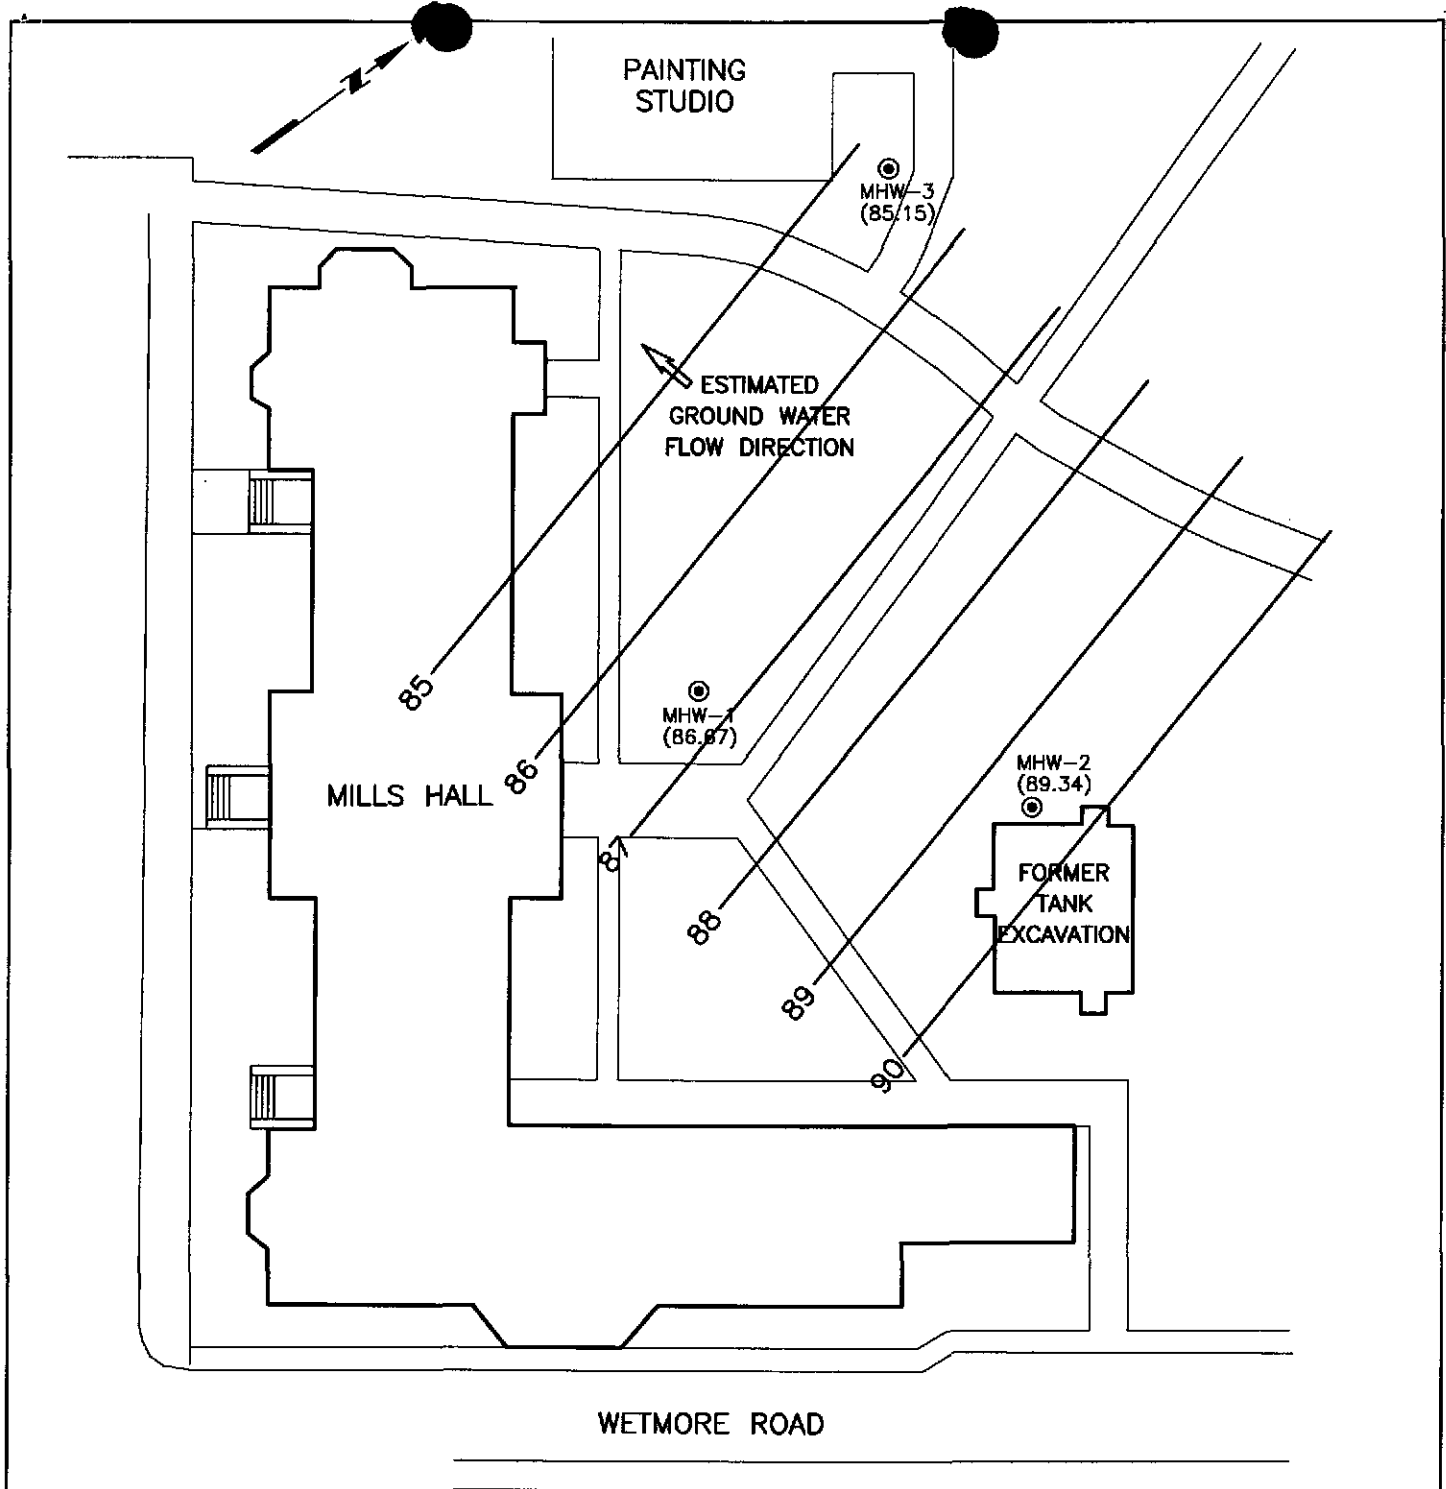 N
PAINTING
STUDIO
MHW-3
(85.15)
ESTIMATED
GROUND WATER
FLOW DIRECTION
85
MHW-1
(86.67)
86
MILLS HALL
MHW-2
(89.34)
87
FORMER
TANK
EXCAVATION
88
89
90
WETMORE ROAD